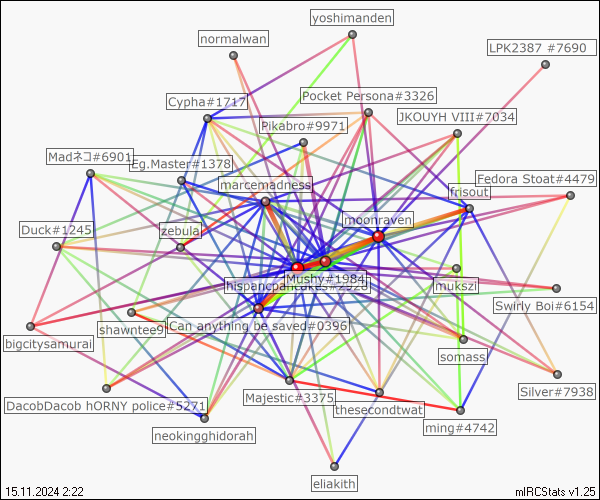 yoshimanden
normalwan
LPK2387 #7690
Pocket Persona#3326
Cypha#1717
JKOUYH VIII#7034
Pikabro#9971
Madネコ#6901
Eg.Master#1378
Fedora Stoat#4479
marcemadness
frisout
moonraven
Duck#1245
zebula
Mushy#1984
mukszi
Swirly Boi#6154
shawntee9
Can anything be saved#0396
bigcitysamurai
somass
Silver#7938
Majestic#3375
DacobDacob hORNY police#5271
thesecondtwat
ming#4742
neokingghidorah
eliakith
15.11.2024 2:22
mIRCStats v1.25